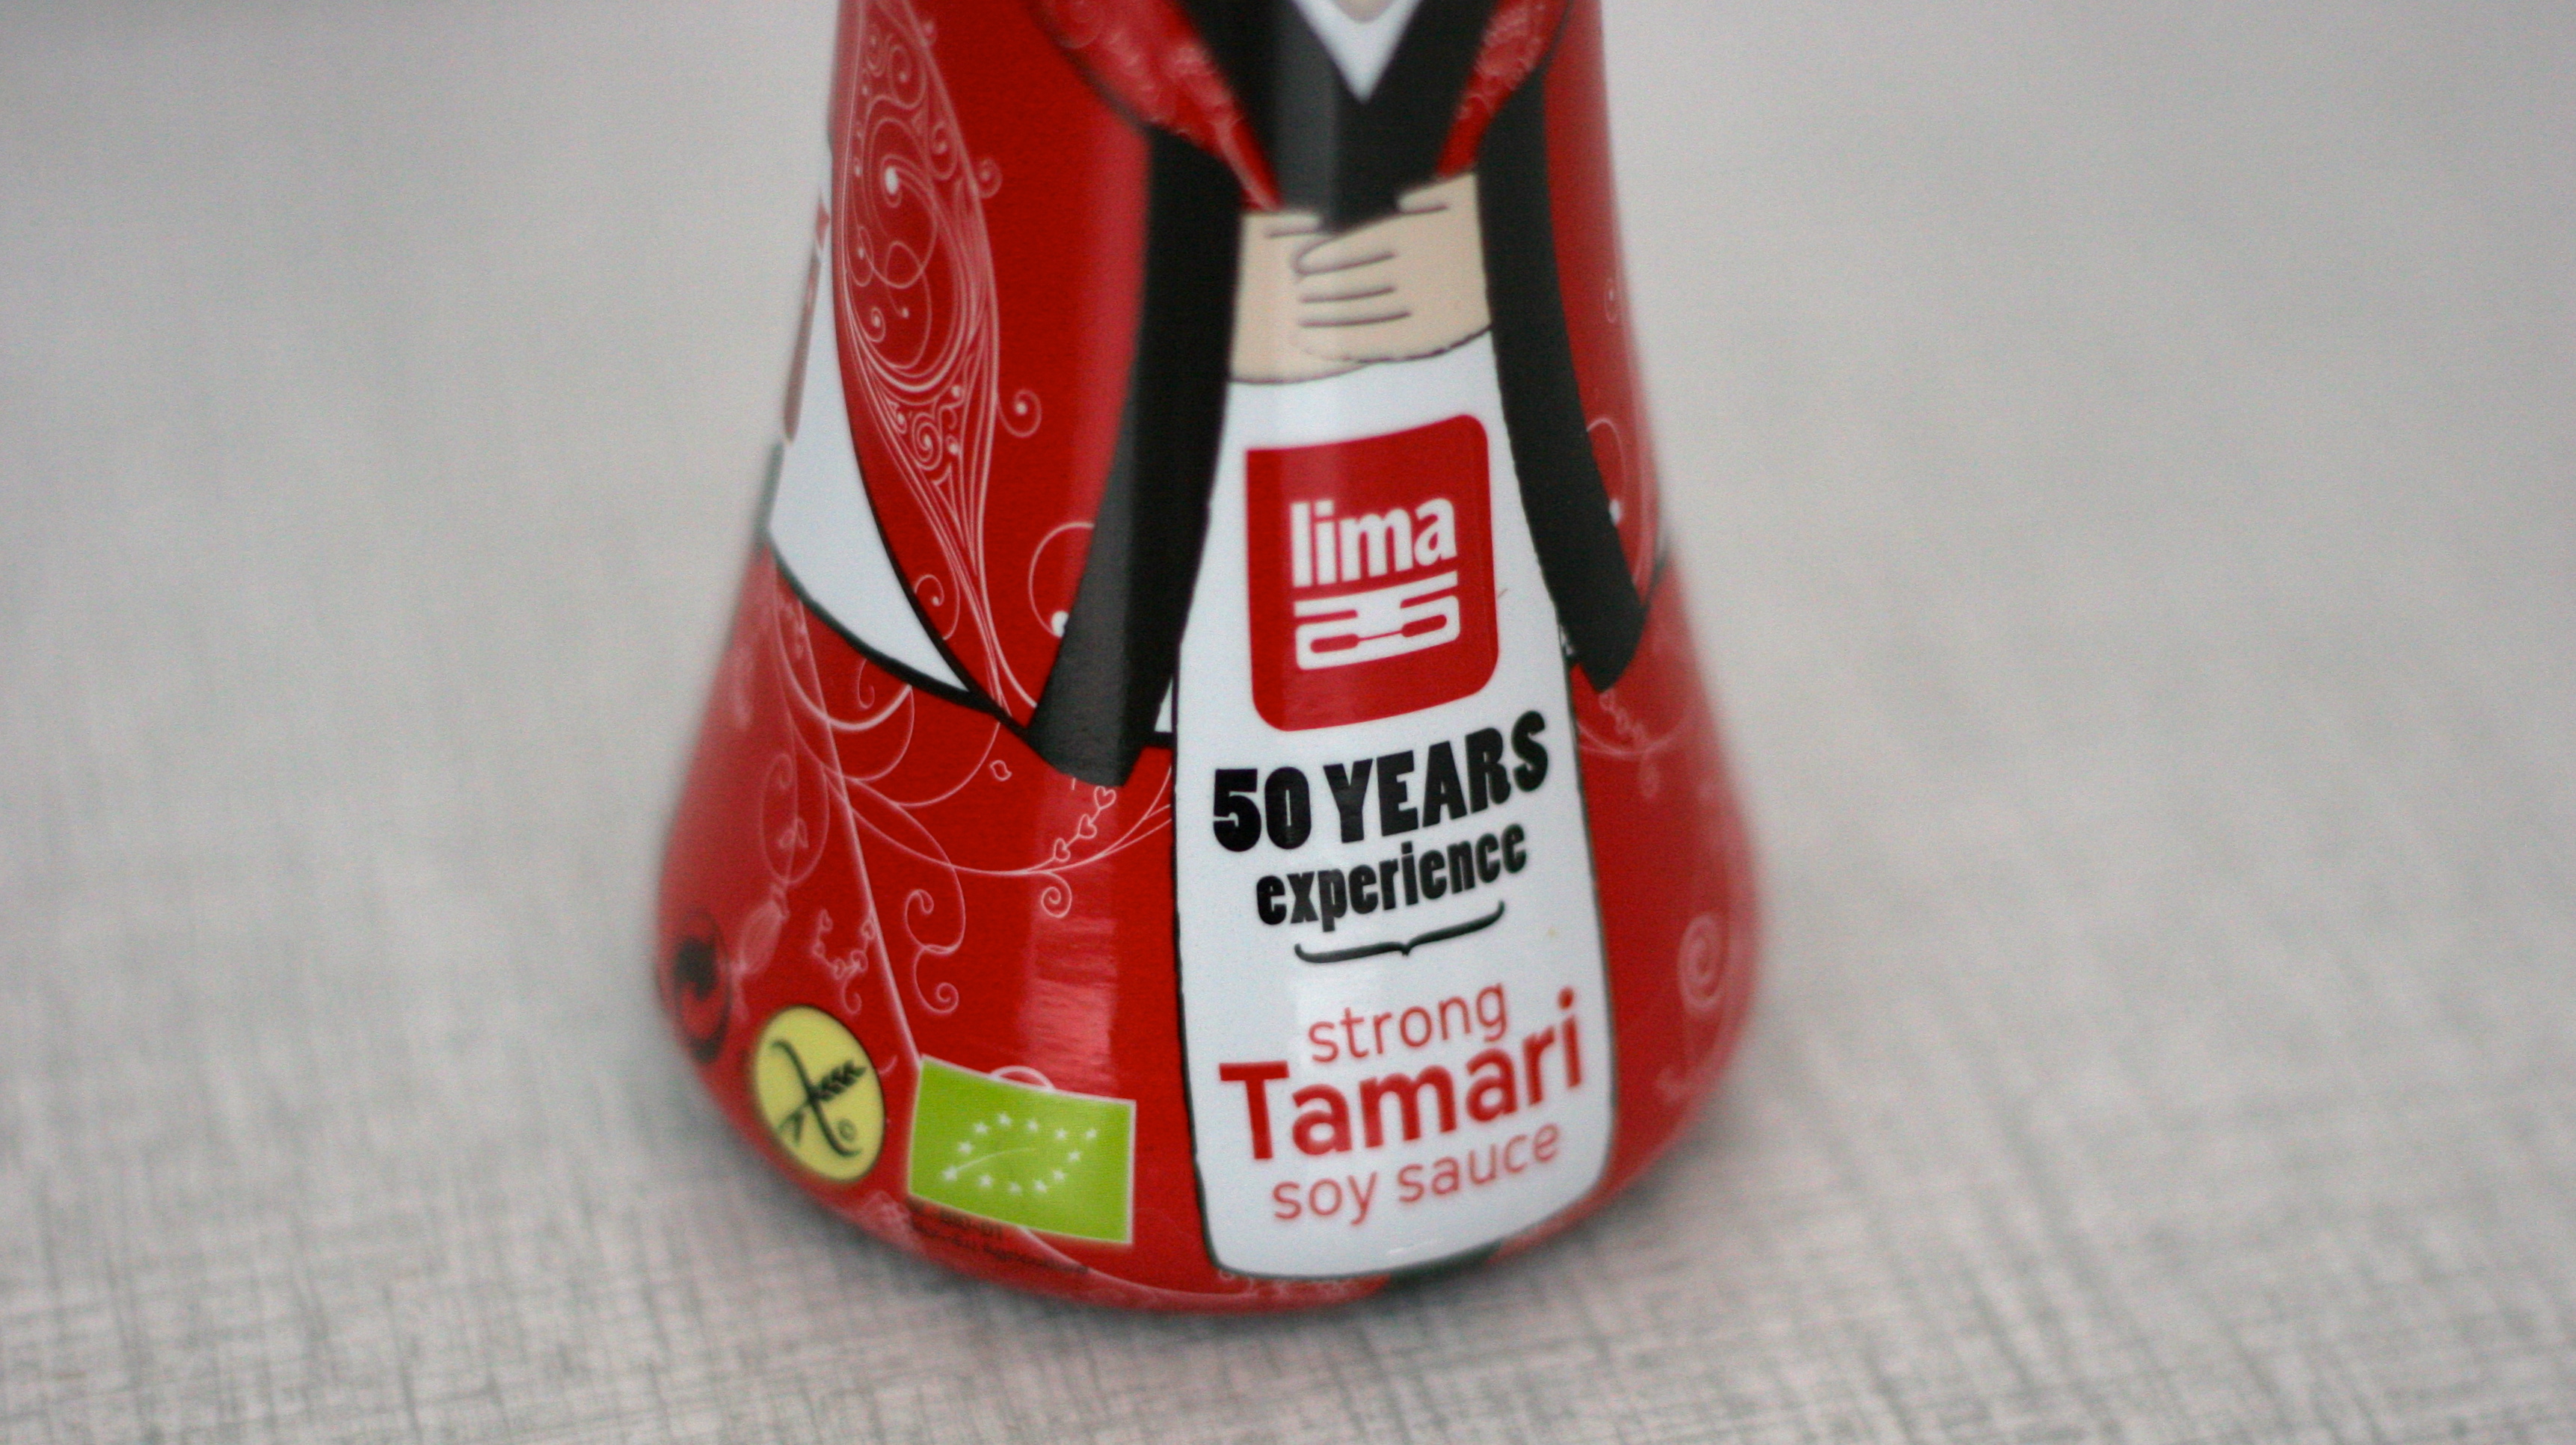 lima
50 YEARS
experience
strong
Tamari
soy sauce
©